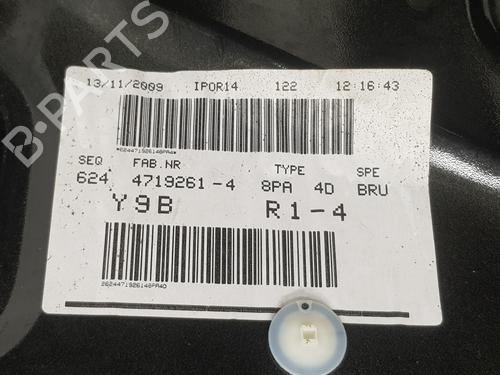 13/11/2009 IPOR14 122 12:16:43
SEQ FAB.NR TYPE SPE
624 4719261-4 8PA 4D BRU
Y9B R1-4
B-PARTS